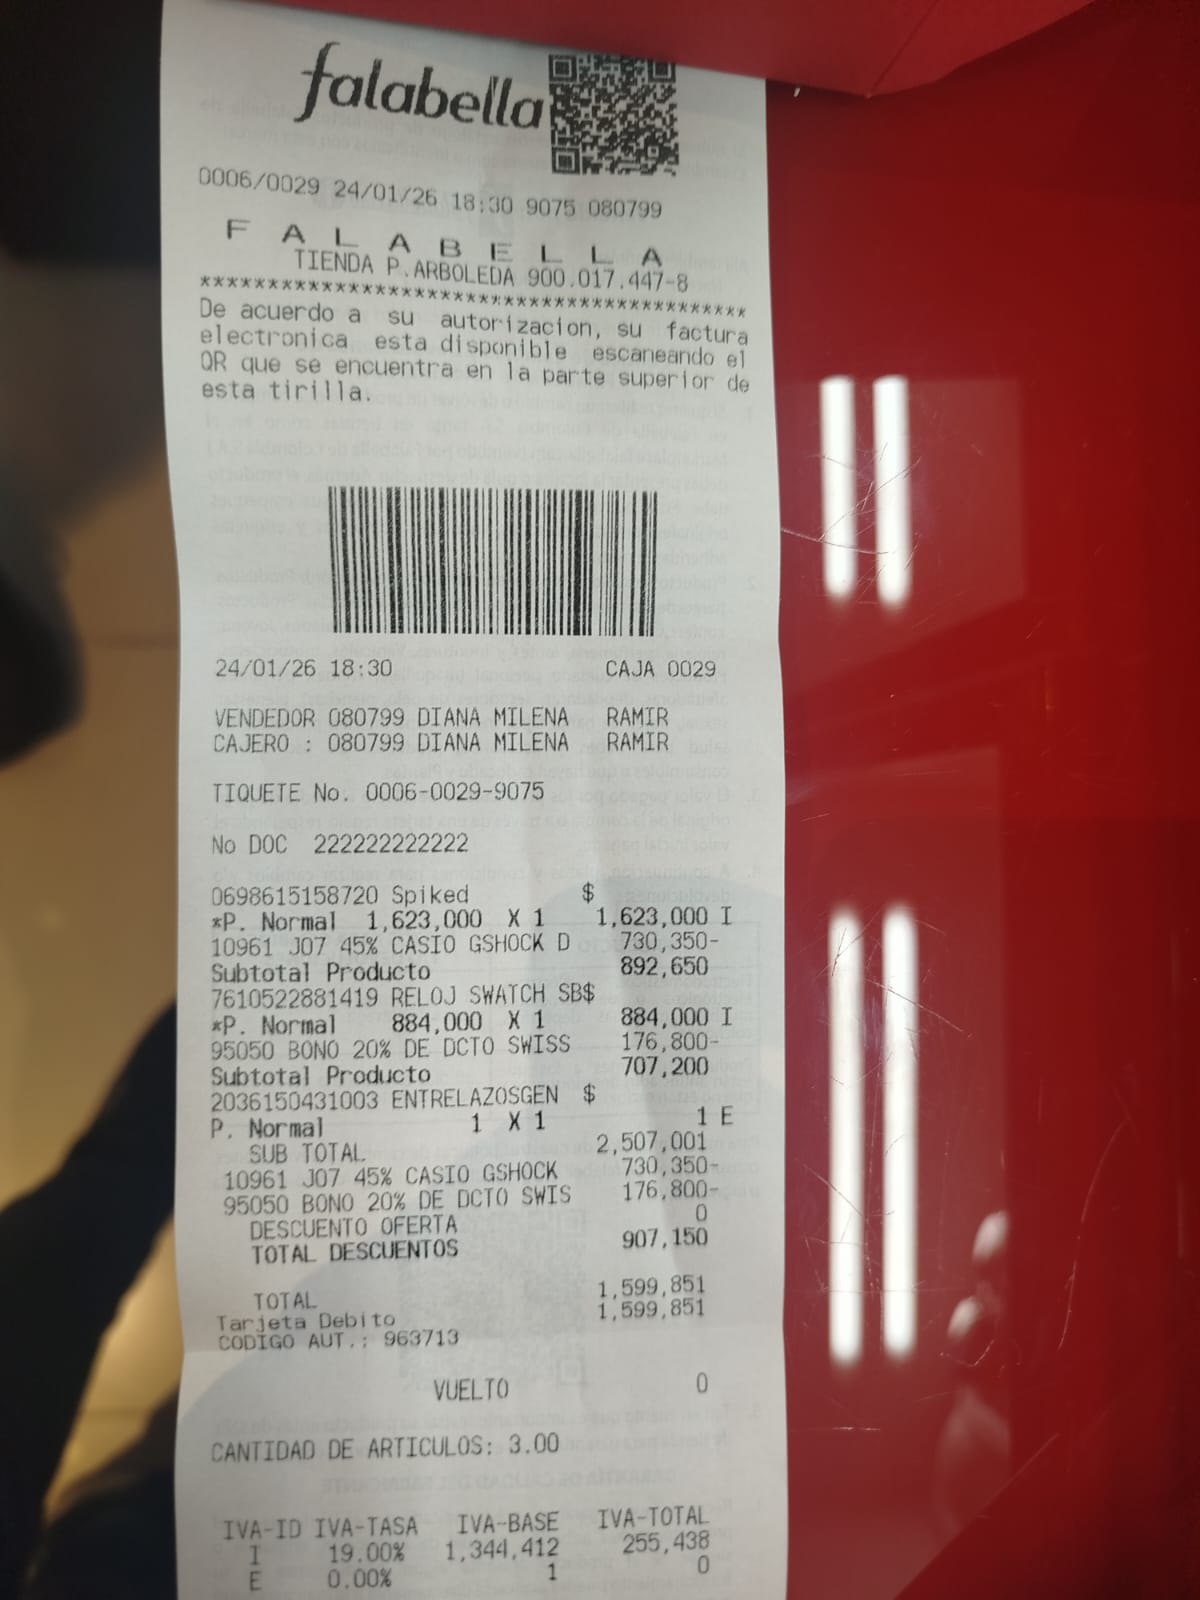 falabella
0006/0029 24/01/26 18:30 9075 080799
F A L A B E L L A
TIENDA P.ARBOLEDA 900.017.447-8
******************************************
De acuerdo a su autorizacion, su factura
electronica esta disponible escaneando el
QR que se encuentra en la parte superior de
esta tirilla.
24/01/26 18:30 CAJA 0029
VENDEDOR 080799 DIANA MILENA RAMIR
CAJERO : 080799 DIANA MILENA RAMIR
TIQUETE No. 0006-0029-9075
No DOC 222222222222
0698615158720 Spiked $
*P. Normal 1,623,000 X 1 1,623,000 I
10961 J07 45% CASIO GSHOCK D 730,350-
Subtotal Producto 892,650
7610522881419 RELOJ SWATCH SB$
*P. Normal 884,000 X 1 884,000 I
95050 BONO 20% DE DCTO SWISS 176,800-
Subtotal Producto 707,200
2036150431003 ENTRELAZOSGEN $
P. Normal 1 X 1 1 E
SUB TOTAL 2,507,001
10961 J07 45% CASIO GSHOCK 730,350-
95050 BONO 20% DE DCTO SWIS 176,800-
DESCUENTO OFERTA 0
TOTAL DESCUENTOS 907,150
TOTAL 1,599,851
Tarjeta Debito 1,599,851
CODIGO AUT.: 963713
VUELTO 0
CANTIDAD DE ARTICULOS: 3.00
IVA-ID IVA-TASA IVA-BASE IVA-TOTAL
I 19.00% 1,344,412 255,438
E 0.00% 1 0